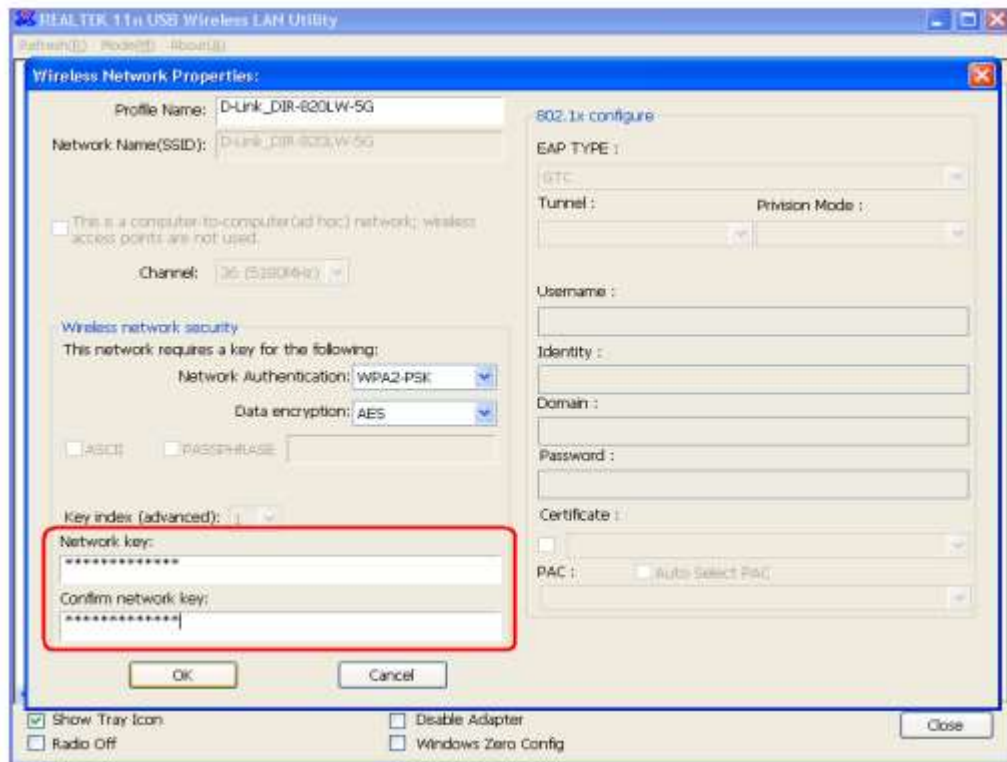 REALTEK 11n USB Wireless LAN Utility
Refresh(R) Mode(M) About(A)
Wireless Network Properties:
Profile Name: D-Link_DIR-820LW-5G
Network Name(SSID): D-Link_DIR-820LW-5G
This is a computer-to-computer(ad hoc) network; wireless
access points are not used.
Channel: 36 (5180MHz)
Wireless network security
This network requires a key for the following:
Network Authentication: WPA2-PSK
Data encryption: AES
ASCII PASSPHRASE
Key index (advanced): 1
Network key:
*************
Confirm network key:
*************
OK Cancel
802.1x configure
EAP TYPE :
GTC
Tunnel : Privision Mode :
Username :
Identity :
Domain :
Password :
Certificate :
PAC : Auto Select PAC
Show Tray Icon Disable Adapter Close
Radio Off Windows Zero Config